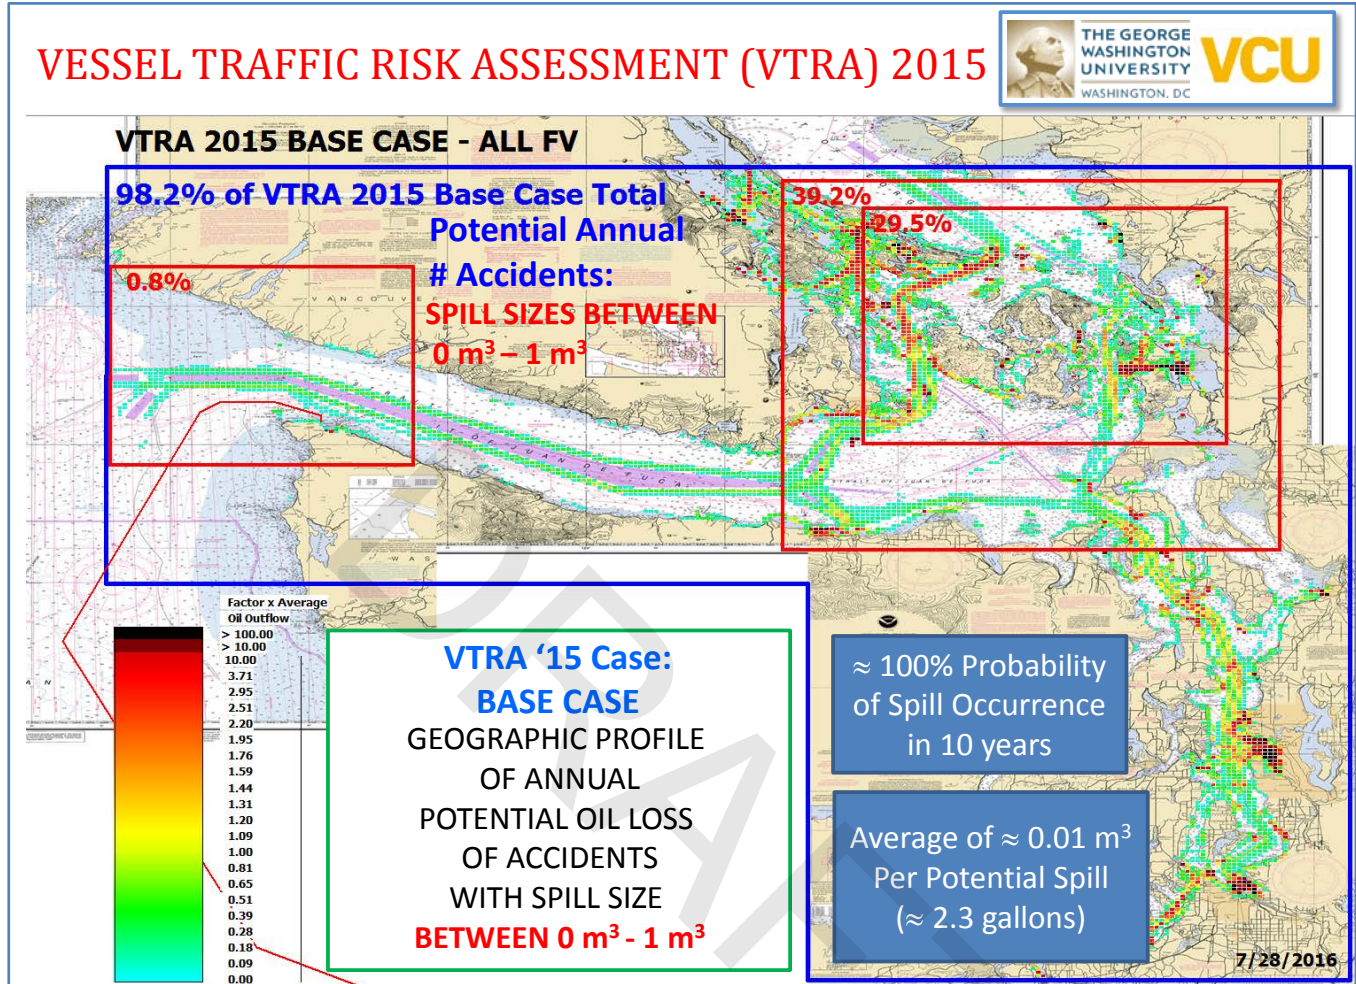 VESSEL TRAFFIC RISK ASSESSMENT (VTRA) 2015
THE GEORGE
WASHINGTON
UNIVERSITY
WASHINGTON, DC
VCU
BRITISH COLUMBIA
VTRA 2015 BASE CASE - ALL FV
98.2% of VTRA 2015 Base Case Total
Potential Annual
# Accidents:
SPILL SIZES BETWEEN
0 m³ – 1 m³
0.8%
39.2%
29.5%
VANCOUVER
Factor x Average
Oil Outflow
> 100.00
> 10.00
10.00
3.71
2.95
2.51
2.20
1.95
1.76
1.59
1.44
1.31
1.20
1.09
1.00
0.81
0.65
0.51
0.39
0.28
0.18
0.09
0.00
VTRA ‘15 Case:
BASE CASE
GEOGRAPHIC PROFILE
OF ANNUAL
POTENTIAL OIL LOSS
OF ACCIDENTS
WITH SPILL SIZE
BETWEEN 0 m³ - 1 m³
≈ 100% Probability
of Spill Occurrence
in 10 years
Average of ≈ 0.01 m³
Per Potential Spill
(≈ 2.3 gallons)
7/28/2016
DRAFT